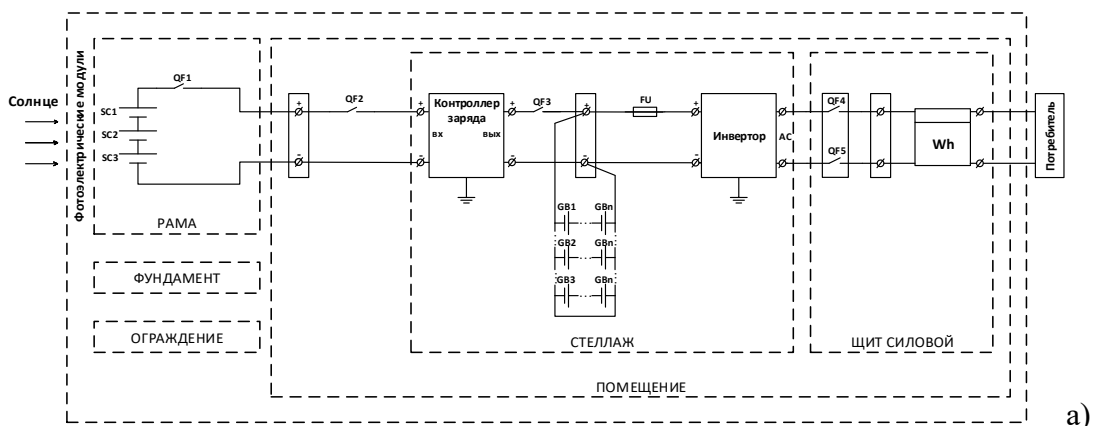 Солнце
Фотоэлектрические модули
SC1
SC2
SC3
QF1
РАМА
ФУНДАМЕНТ
ОГРАЖДЕНИЕ
+
-
QF2
+
-
Контроллер
заряда
вх вых
+
-
QF3
+
-
FU
+
-
Инвертор
AC
GB1 GBn
GB2 GBn
GB3 GBn
СТЕЛЛАЖ
QF4
QF5
Wh
ЩИТ СИЛОВОЙ
ПОМЕЩЕНИЕ
Потребитель
а)